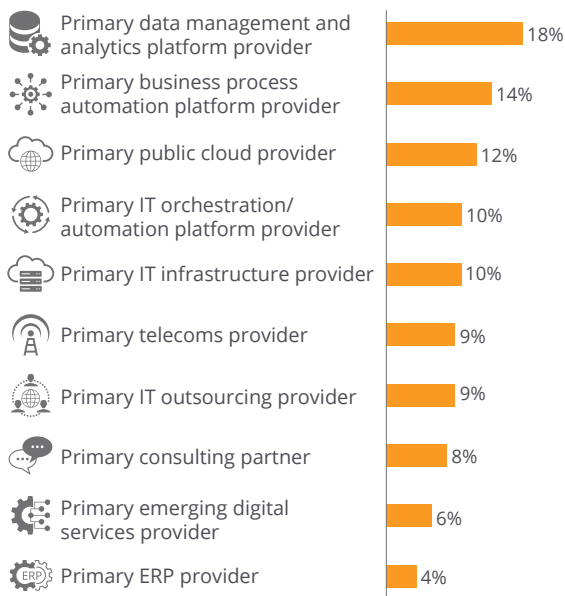 Primary data management and
analytics platform provider
18%
Primary business process
automation platform provider
14%
Primary public cloud provider
12%
Primary IT orchestration/
automation platform provider
10%
Primary IT infrastructure provider
10%
Primary telecoms provider
9%
Primary IT outsourcing provider
9%
Primary consulting partner
8%
Primary emerging digital
services provider
6%
ERP
Primary ERP provider
4%